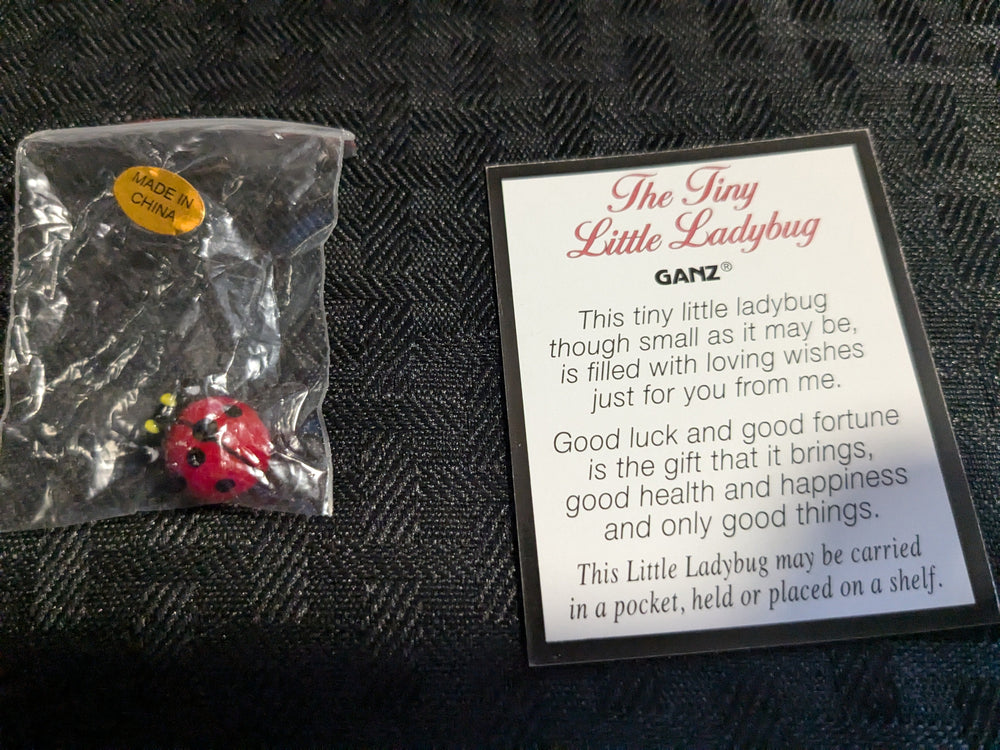 MADE IN
CHINA
The Tiny
Little Ladybug
GANZ®
This tiny little ladybug
though small as it may be,
is filled with loving wishes
just for you from me.
Good luck and good fortune
is the gift that it brings,
good health and happiness
and only good things.
This Little Ladybug may be carried
in a pocket, held or placed on a shelf.